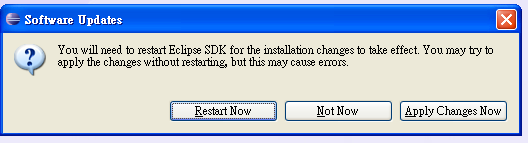 Software Updates
You will need to restart Eclipse SDK for the installation changes to take effect. You may try to
apply the changes without restarting, but this may cause errors.
Restart Now Not Now Apply Changes Now